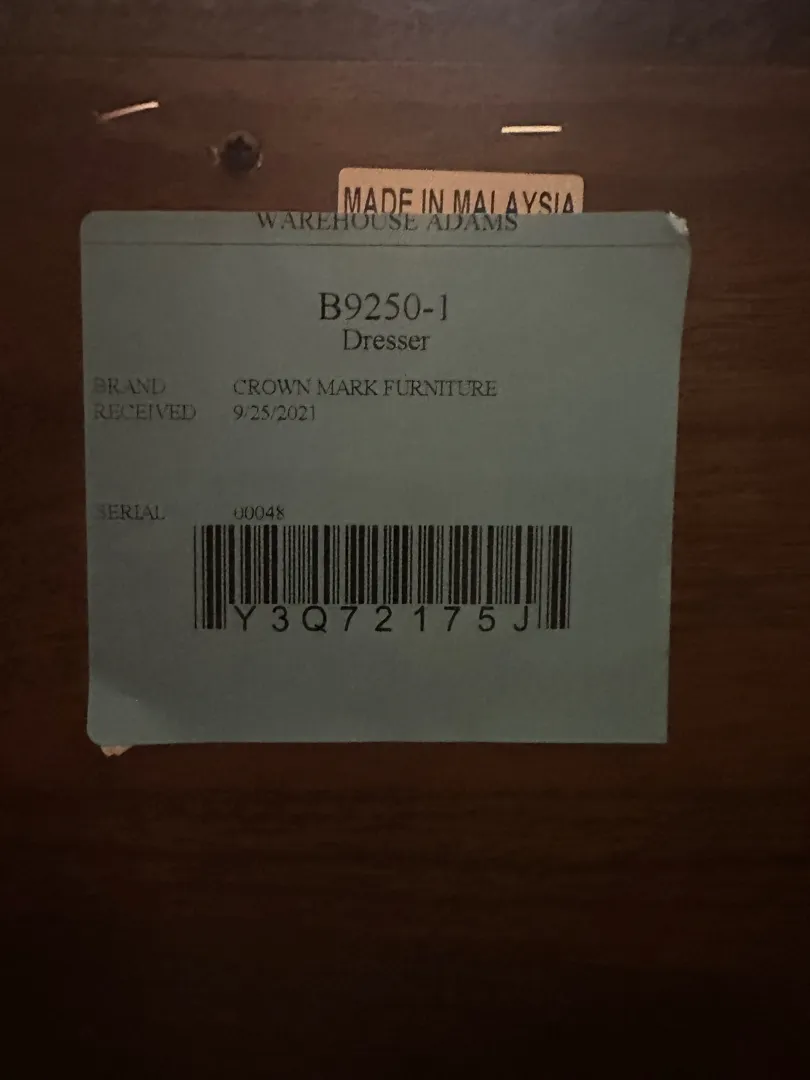 MADE IN MALAYSIA
WAREHOUSE ADAMS
B9250-1
Dresser
BRAND CROWN MARK FURNITURE
RECEIVED 9/25/2021
SERIAL 00048
Y3Q72175J